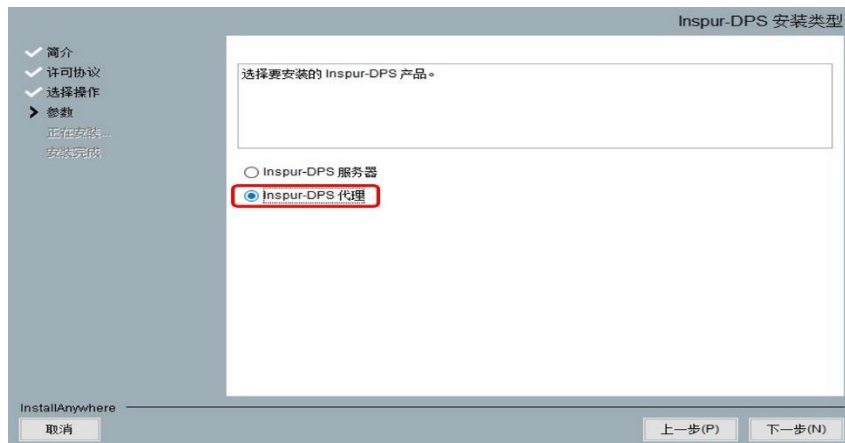 Inspur-DPS 安装类型
简介
许可协议
选择操作
参数
正在安装...
安装完成
选择要安装的 Inspur-DPS 产品。
Inspur-DPS 服务器
Inspur-DPS 代理
InstallAnywhere
取消
上一步(P)
下一步(N)